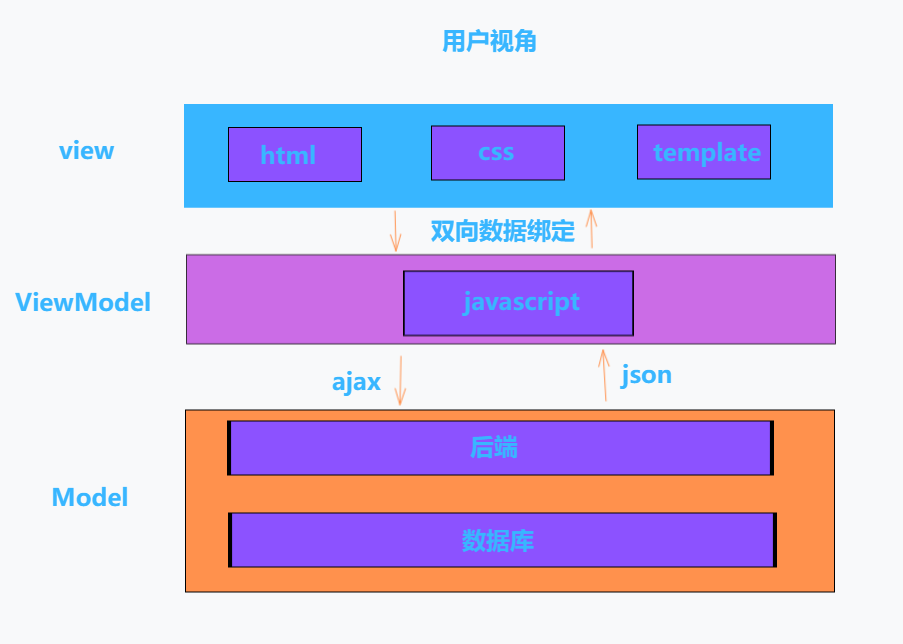 用户视角
view
html
css
template
双向数据绑定
ViewModel
javascript
ajax
json
后端
Model
数据库